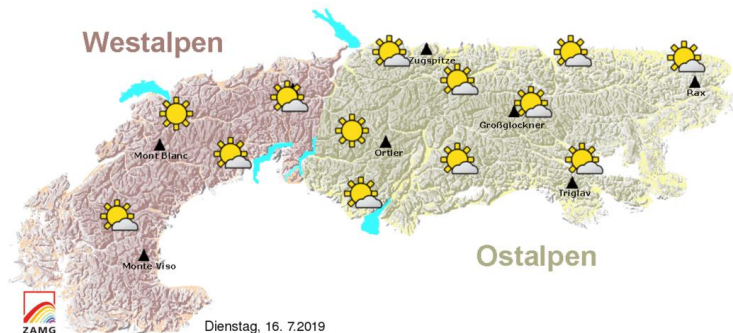 Westalpen
Zugspitze
Rax
Großglockner
Mont Blanc
Ortler
Triglav
Ostalpen
Monte Viso
ZAMG
Dienstag, 16. 7.2019